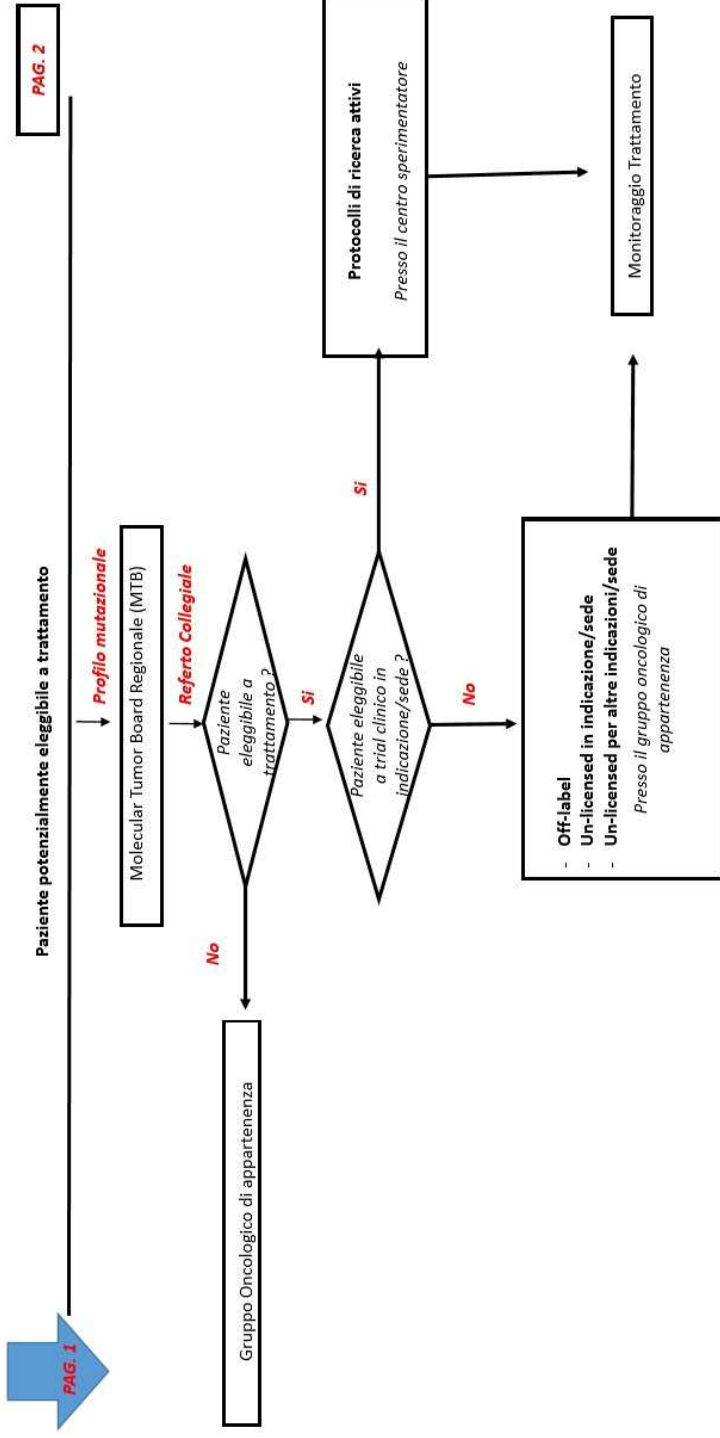 PAG. 1
PAG. 2
Paziente potenzialmente eleggibile a trattamento
Profilo mutazionale
Molecular Tumor Board Regionale (MTB)
Referto Collegiale
Paziente
eleggibile a
trattamento ?
No
Gruppo Oncologico di appartenenza
Si
Paziente eleggibile
a trial clinico in
indicazione/sede ?
Si
Protocolli di ricerca attivi
Presso il centro sperimentatore
No
- Off-label
- Un-licensed in indicazione/sede
- Un-licensed per altre indicazioni/sede
Presso il gruppo oncologico di
appartenenza
Monitoraggio Trattamento